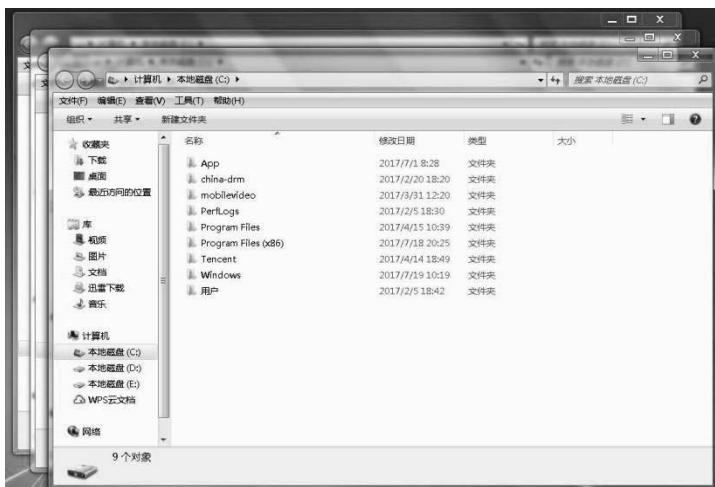 计算机 ▸ 本地磁盘 (C:) ▸
搜索 本地磁盘 (C:)
文件(F) 编辑(E) 查看(V) 工具(T) 帮助(H)
组织 共享 新建文件夹
名称 修改日期 类型 大小
收藏夹
下载
桌面
最近访问的位置
库
视频
图片
文档
迅雷下载
音乐
计算机
本地磁盘 (C:)
本地磁盘 (D:)
本地磁盘 (E:)
WPS云文档
网络
App 2017/7/1 8:28 文件夹
china-drm 2017/2/20 18:20 文件夹
mobilevideo 2017/3/31 12:20 文件夹
PerfLogs 2017/2/5 18:30 文件夹
Program Files 2017/4/15 10:39 文件夹
Program Files (x86) 2017/7/18 20:25 文件夹
Tencent 2017/4/14 18:49 文件夹
Windows 2017/7/19 10:19 文件夹
用户 2017/2/5 18:42 文件夹
9 个对象